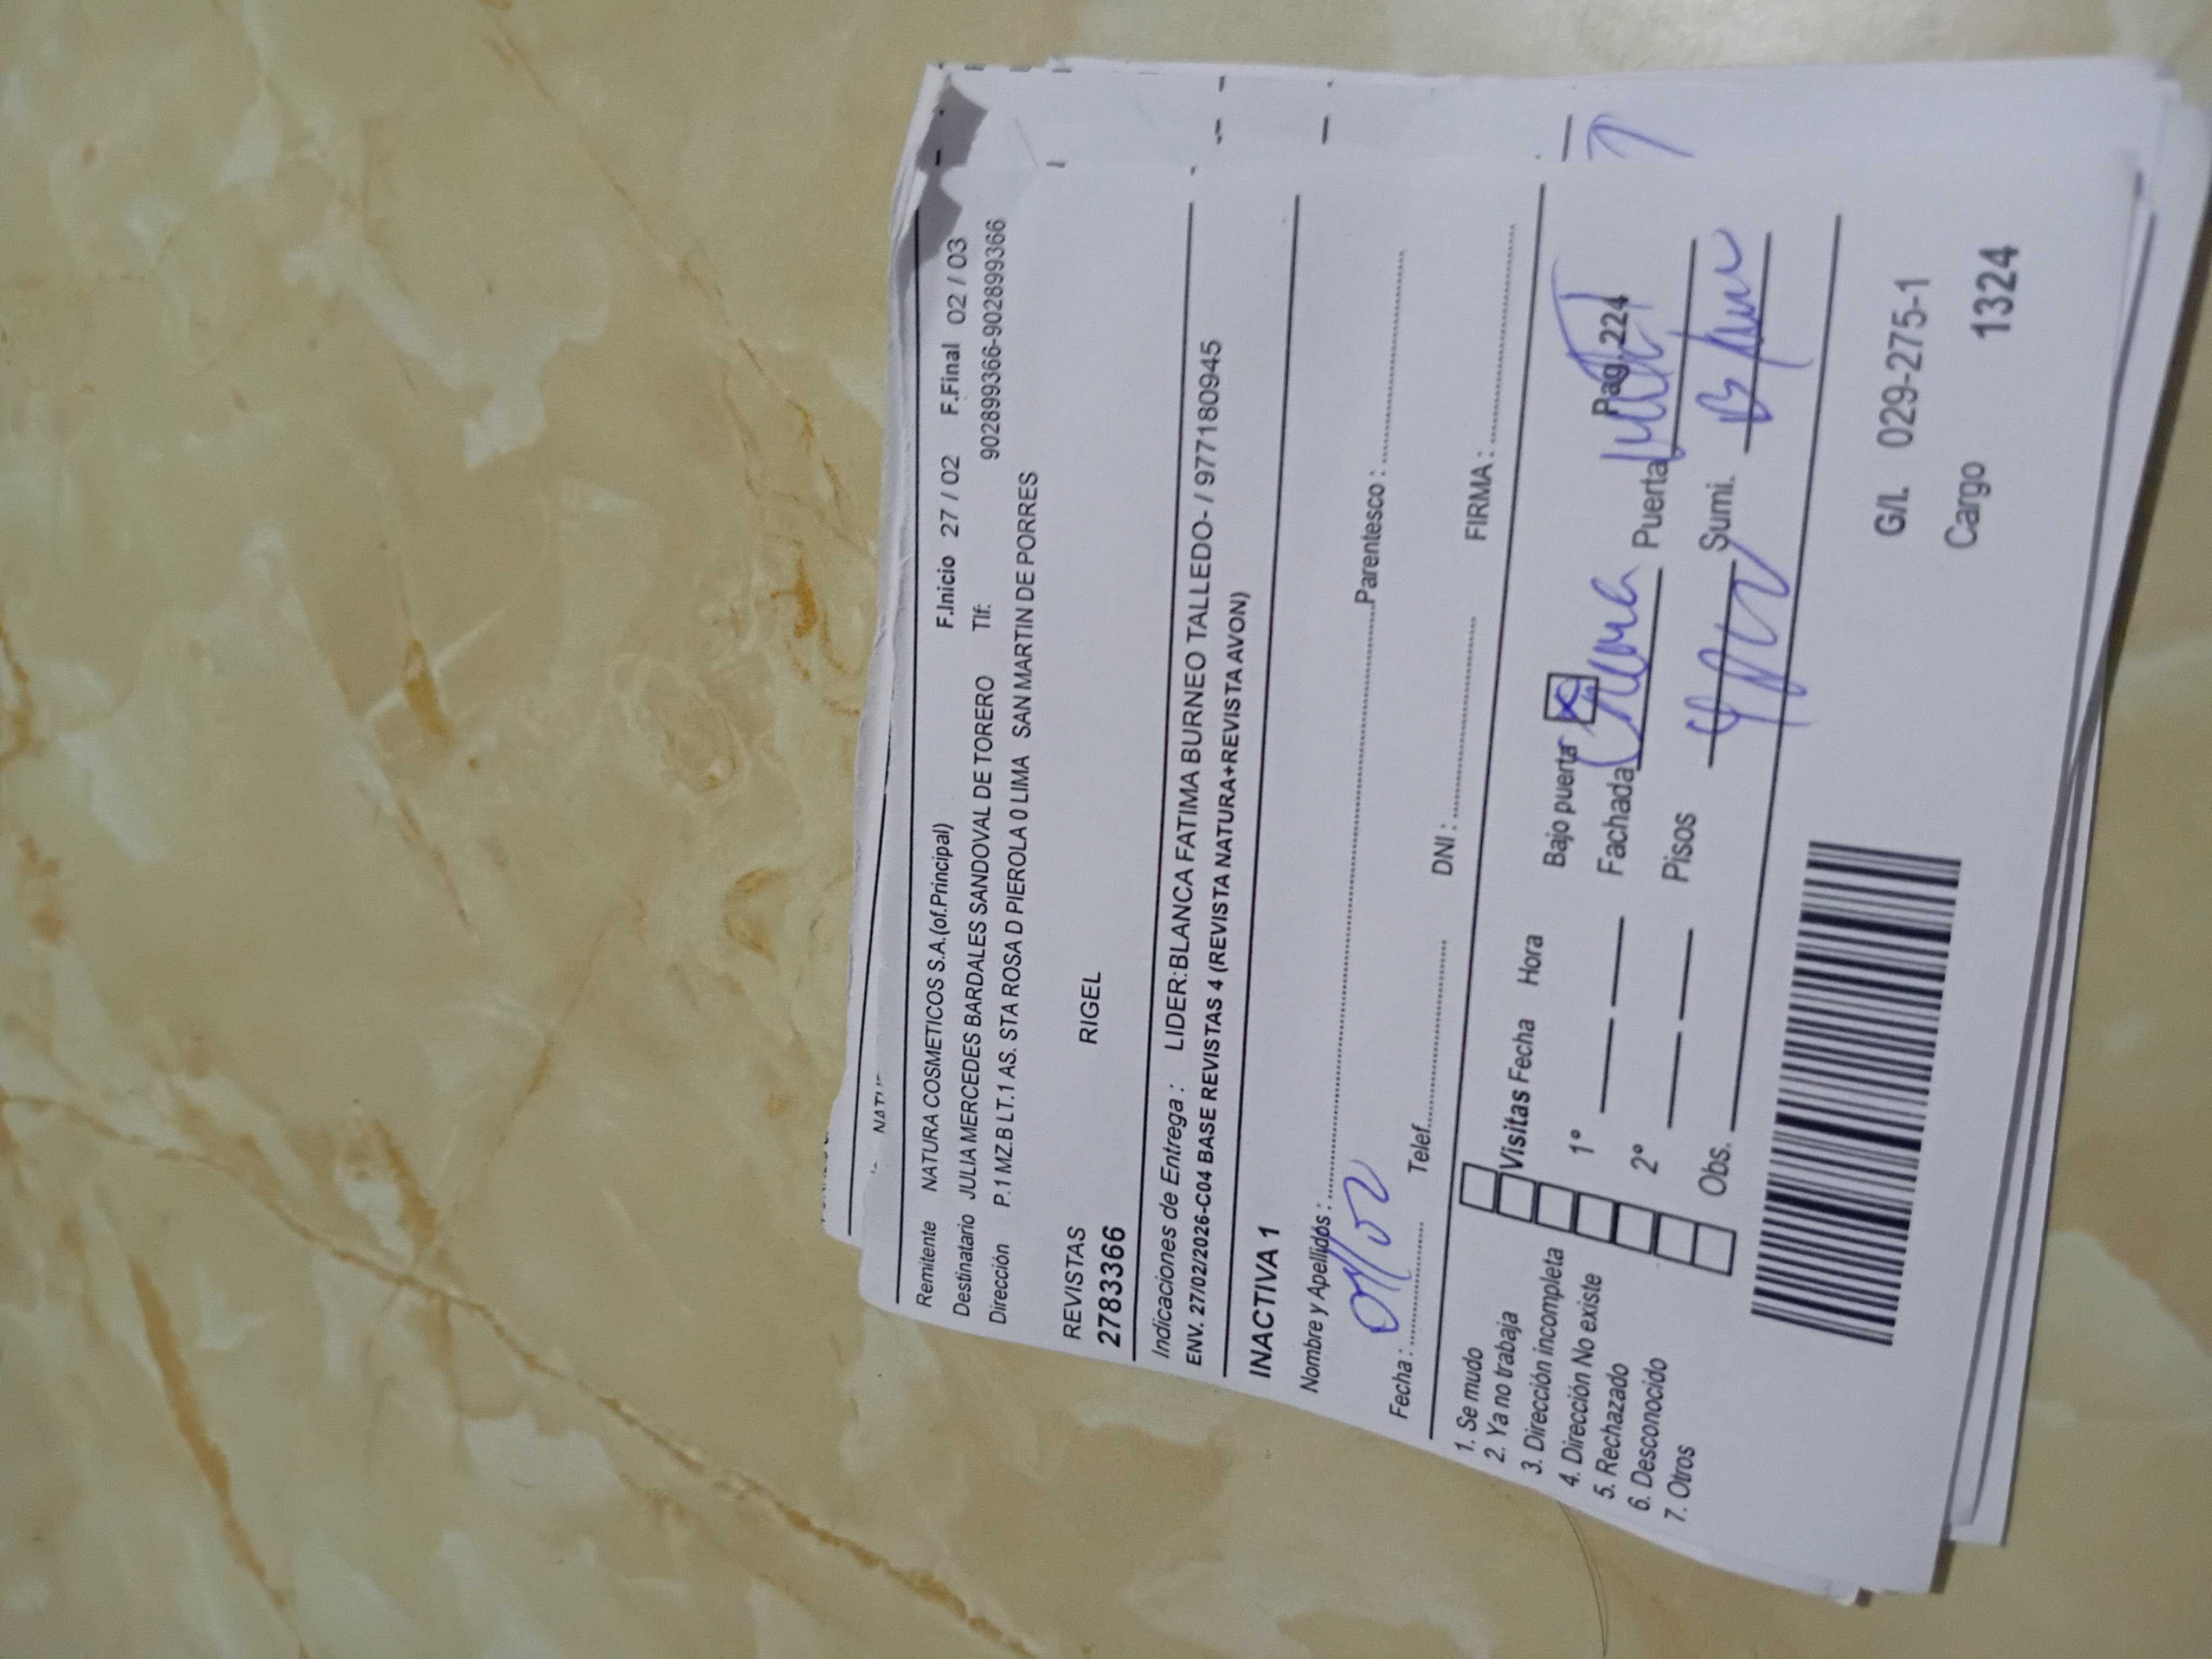 Remitente NATURA COSMETICOS S.A.(of.Principal) F.Inicio 27 / 02 F.Final 02 / 03
Destinatario JULIA MERCEDES BARDALES SANDOVAL DE TORERO Tlf: 902899366-902899366
Dirección P.1 MZ.B LT.1 AS. STA ROSA D PIEROLA 0 LIMA SAN MARTIN DE PORRES
REVISTAS
2783366 RIGEL
Indicaciones de Entrega : LIDER:BLANCA FATIMA BURNEO TALLEDO- / 977180945
ENV. 27/02/2026-C04 BASE REVISTAS 4 (REVISTA NATURA+REVISTA AVON)
INACTIVA 1
Nombre y Apellidos : Parentesco :
Fecha : Telef. DNI : FIRMA :
1. Se mudo
2. Ya no trabaja
3. Dirección incompleta
4. Dirección No existe
5. Rechazado
6. Desconocido
7. Otros
Visitas Fecha Hora Bajo puerta
1° Fachada Puerta Pag.224
2° Pisos Sumi.
Obs.
G/I. 029-275-1
Cargo 1324